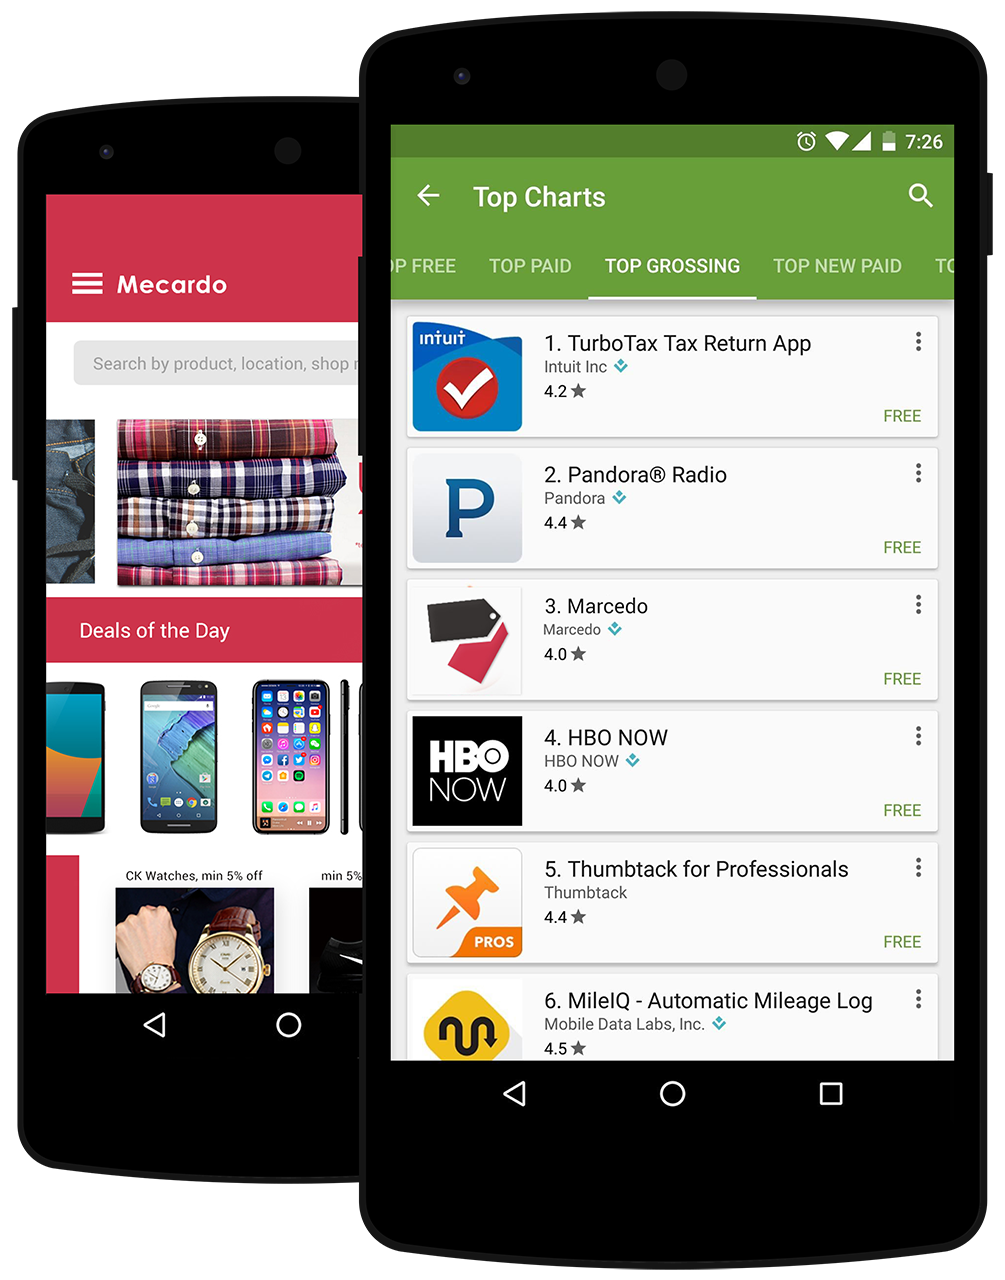 Mecardo
Search by product, location, shop
Deals of the Day
Google
CK Watches, min 5% off
min 5%
7:26
Top Charts
OP FREE
TOP PAID
TOP GROSSING
TOP NEW PAID
TO
INTUIT
1. TurboTax Tax Return App
Intuit Inc
4.2
FREE
P
2. Pandora® Radio
Pandora
4.4
FREE
3. Marcedo
Marcedo
4.0
FREE
HBO
NOW
4. HBO NOW
HBO NOW
4.0
FREE
PROS
5. Thumbtack for Professionals
Thumbtack
4.4
FREE
6. MileIQ - Automatic Mileage Log
Mobile Data Labs, Inc.
4.5